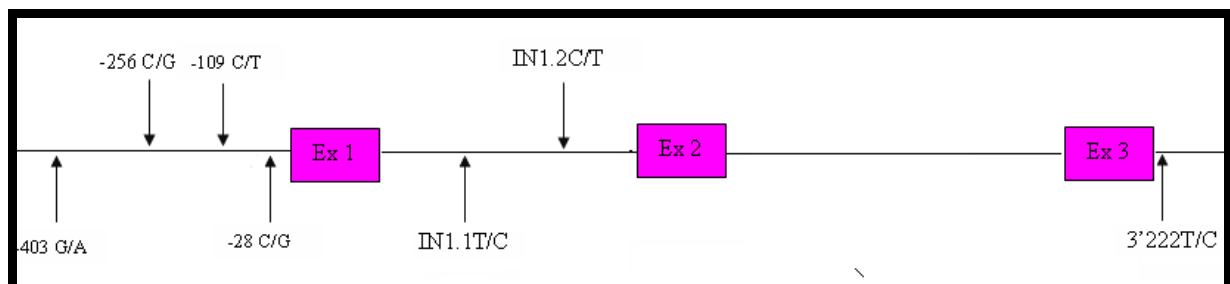 -256 C/G -109 C/T
IN1.2C/T
Ex 1
Ex 2
Ex 3
-403 G/A
-28 C/G
IN1.1T/C
3’222T/C